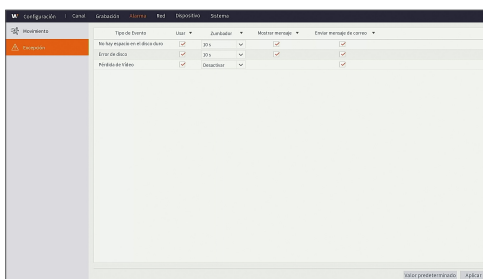 W Configuración | Canal Grabación Alarma Red Dispositivo Sistema
Movimiento
Excepción
Tipo de Evento Usar Zumbador Mostrar mensaje Enviar mensaje de correo
No hay espacio en el disco duro 10 s
Error de disco 10 s
Pérdida de Vídeo Desactivar
Valor predeterminado Aplicar